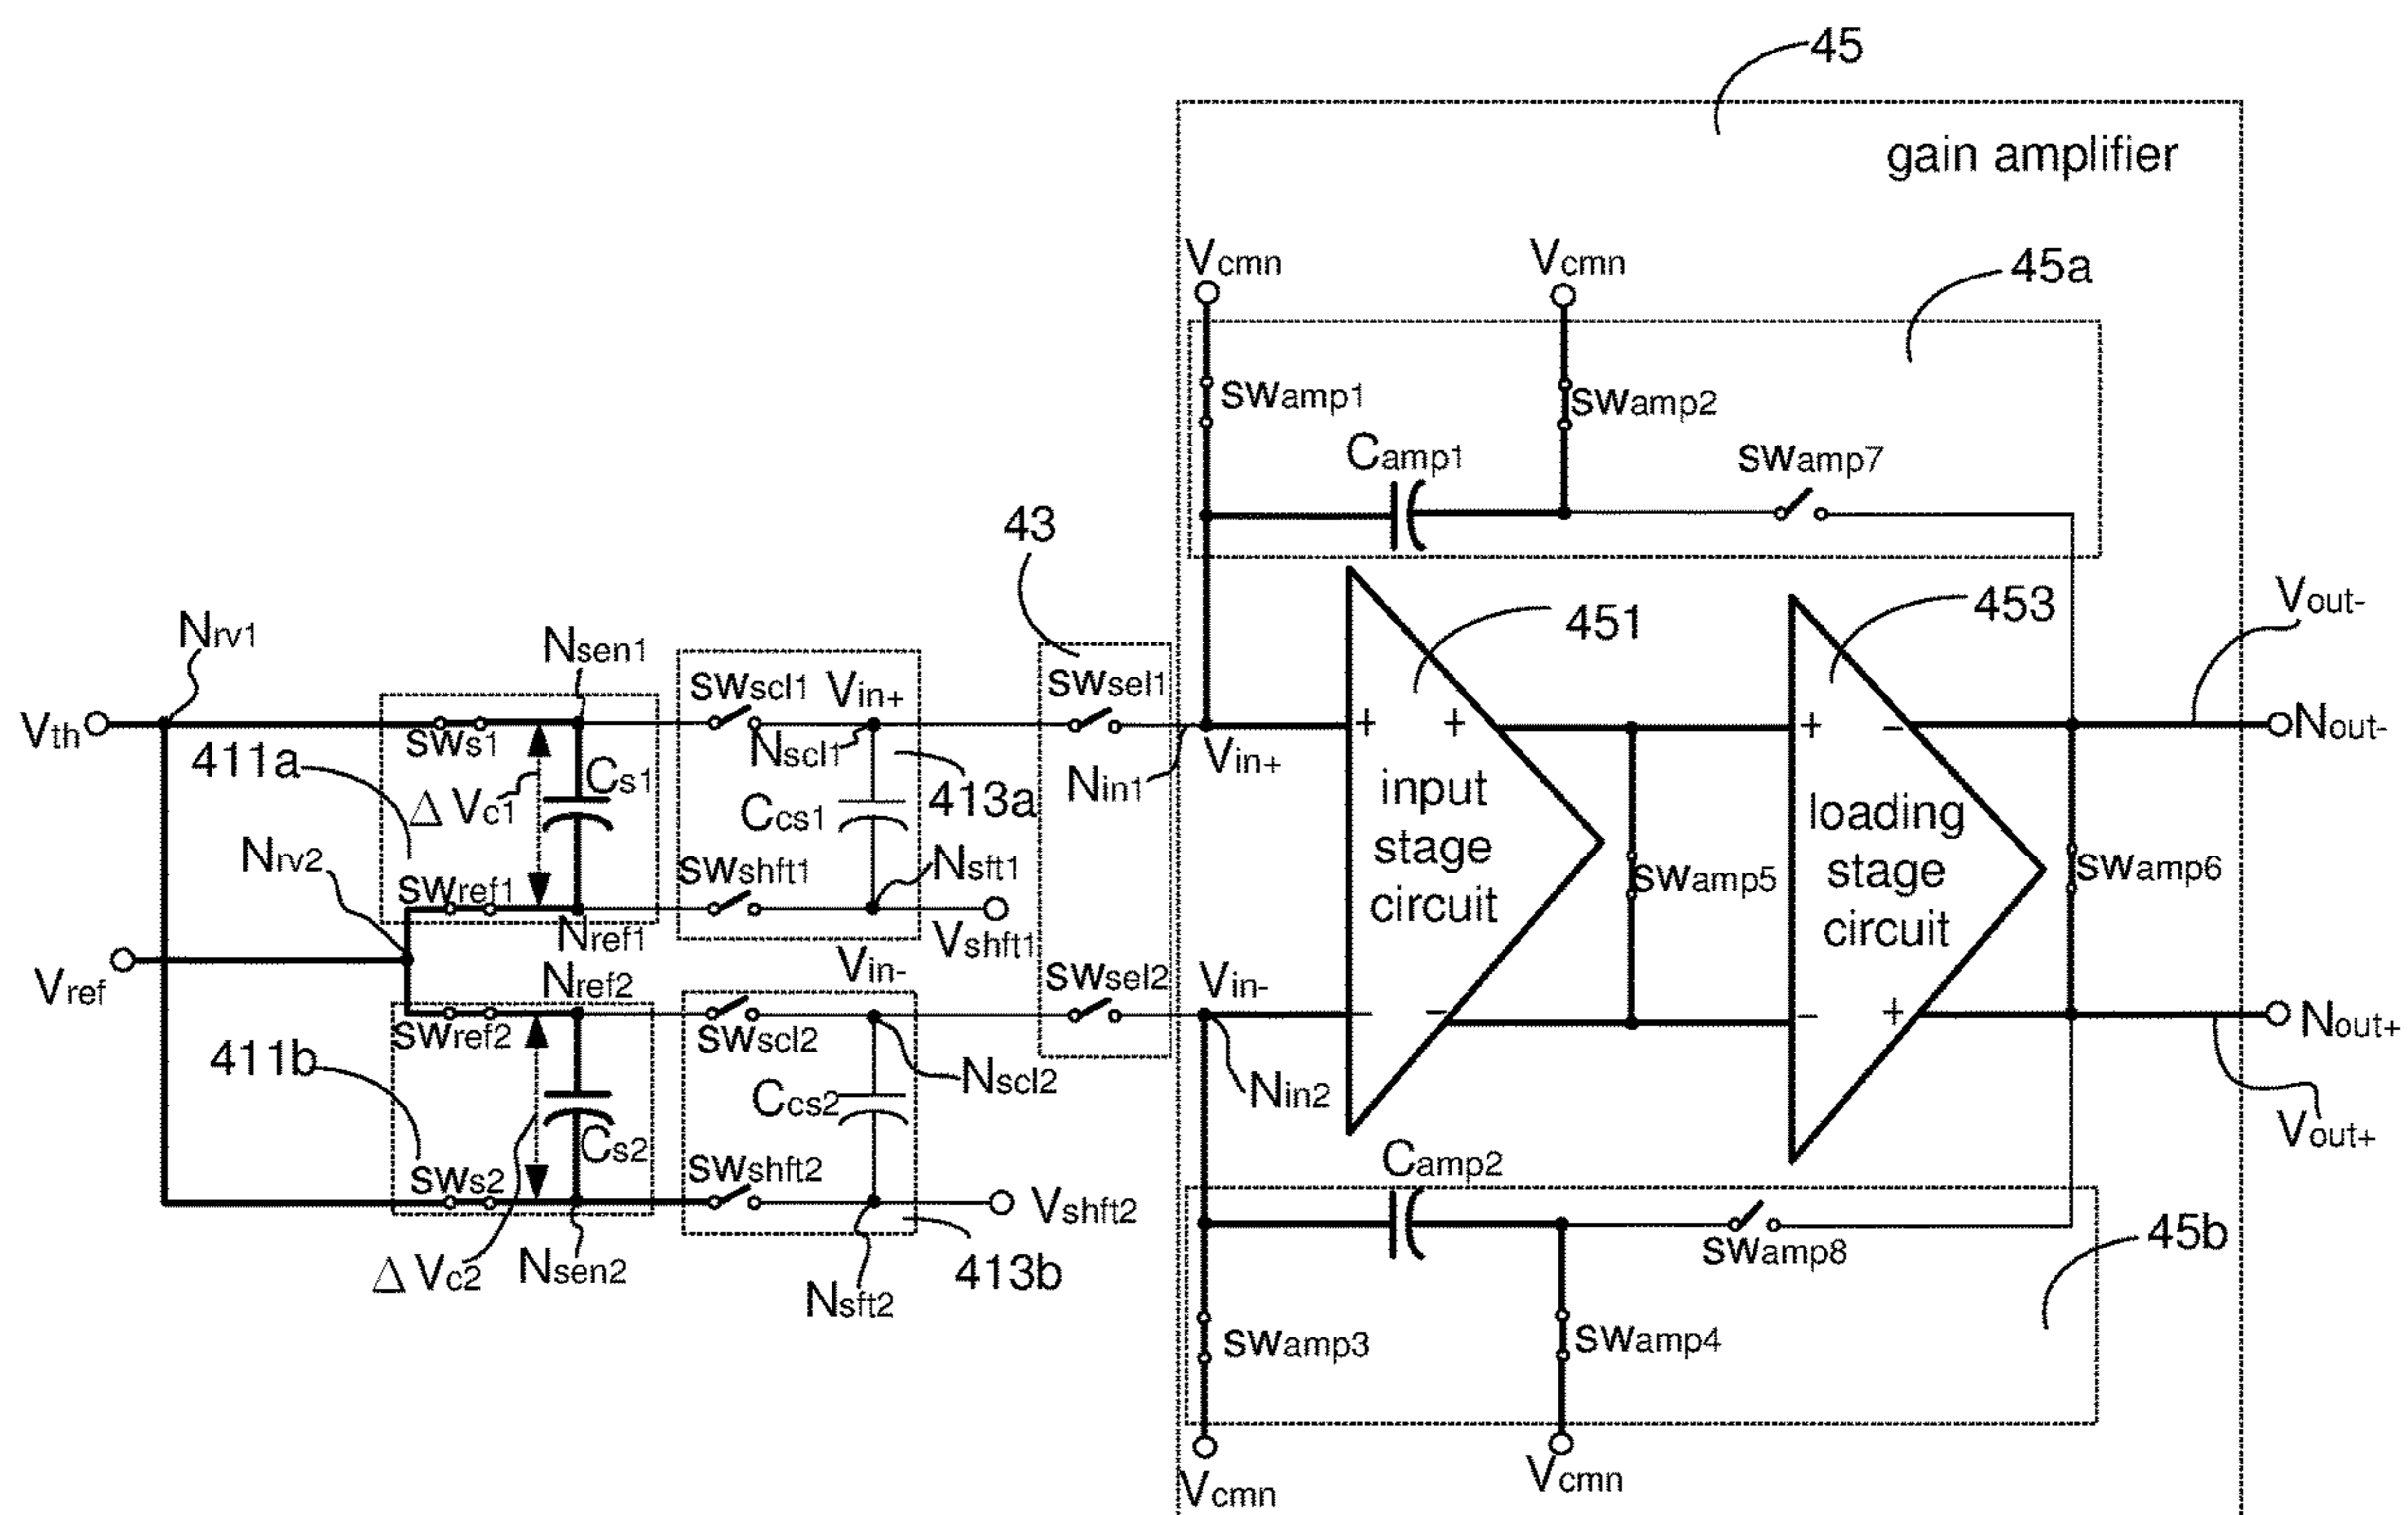 45
gain amplifier
Vcmn
Vcmn
45a
swamp1
swamp2
Camp1
swamp7
43
Nrv1
Nsen1
swscl1
Vin+
swsel1
451
453
Vout-
Vth
sws1
Nscl1
Nin1
Vin+
+
+
+
−
Nout-
411a
Δ Vc1
Cs1
413a
Ccs1
input
stage
circuit
loading
stage
circuit
Nrv2
swref1
swshft1
Nsft1
swamp5
swamp6
Nref1
Vshft1
Vref
Nref2
Vin-
swsel2
Vin-
−
−
−
+
Nout+
swref2
swscl2
411b
Nscl2
Nin2
Ccs2
Cs2
Vout+
sws2
swshft2
Camp2
Vshft2
Δ Vc2
Nsen2
Nsft2
413b
swamp8
45b
swamp3
swamp4
Vcmn
Vcmn